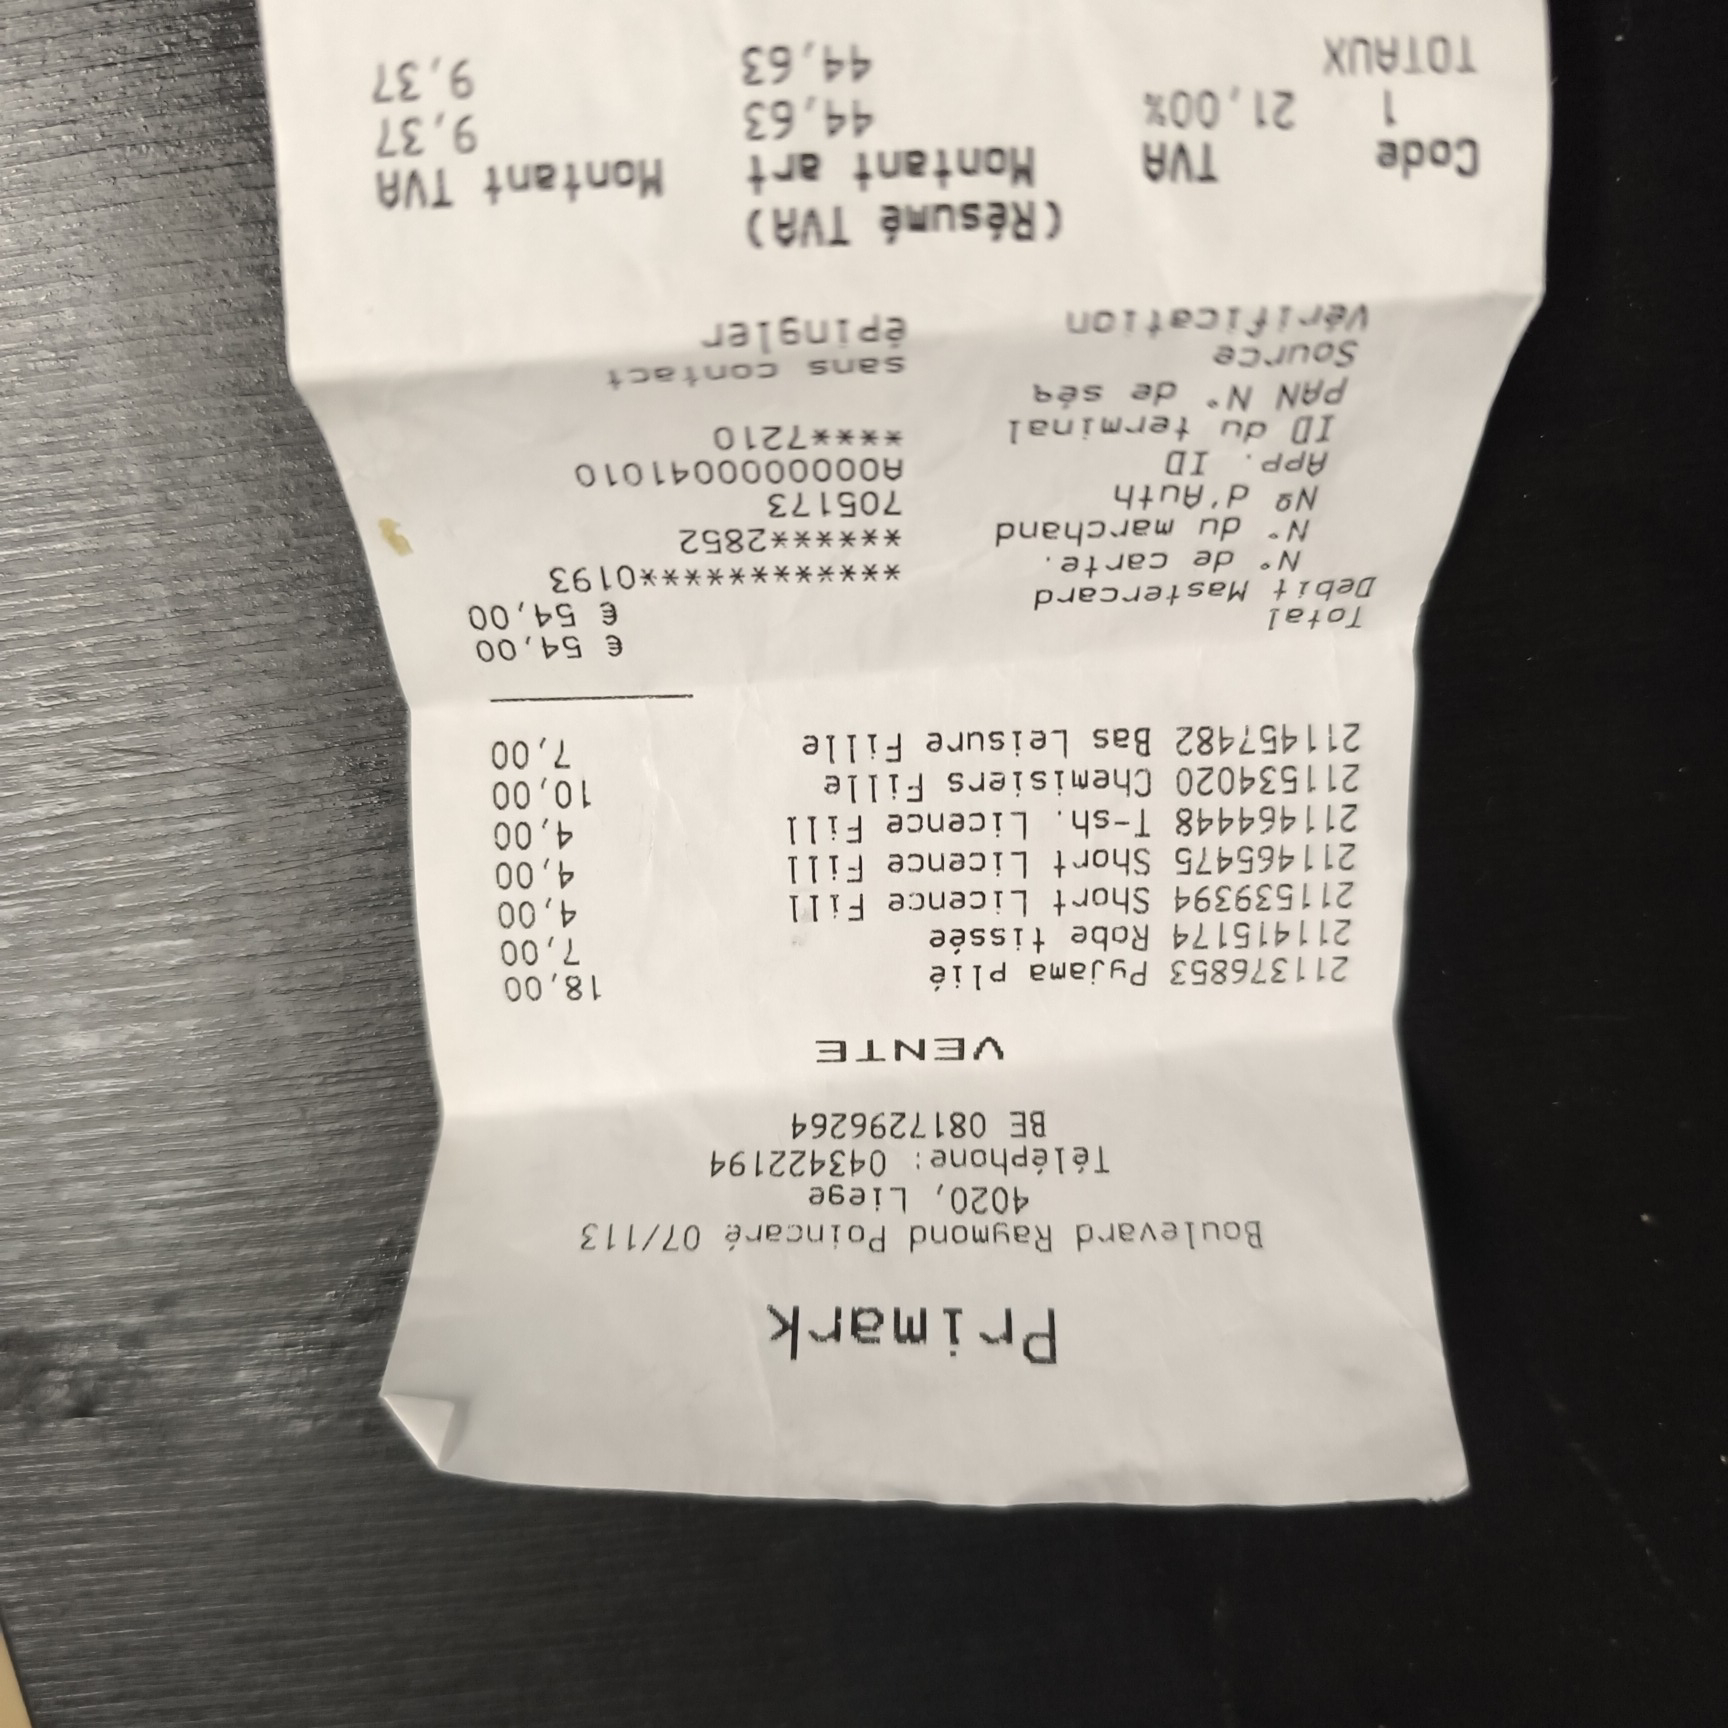 Primark
Boulevard Raymond Poincaré 07/113
4020, Liege
Téléphone: 043422194
BE 0817296264
VENTE
211376853 Pyjama plié 18,00
211415174 Robe tissée 7,00
211539394 Short Licence Fill 4,00
211465475 Short Licence Fill 4,00
211464448 T-sh. Licence Fill 4,00
211534020 Chemisiers Fille 10,00
211457482 Bas Leisure Fille 7,00
Total € 54,00
Debit Mastercard € 54,00
N° de carte. *************0193
N° du marchand ******2852
Nº d'Auth 705173
App. ID A0000000041010
ID du terminal ****7210
PAN N° de séq
Source sans contact
Vérification épingler
(Résumé TVA)
Code TVA Montant art Montant TVA
1 21,00% 44,63 9,37
TOTAUX 44,63 9,37